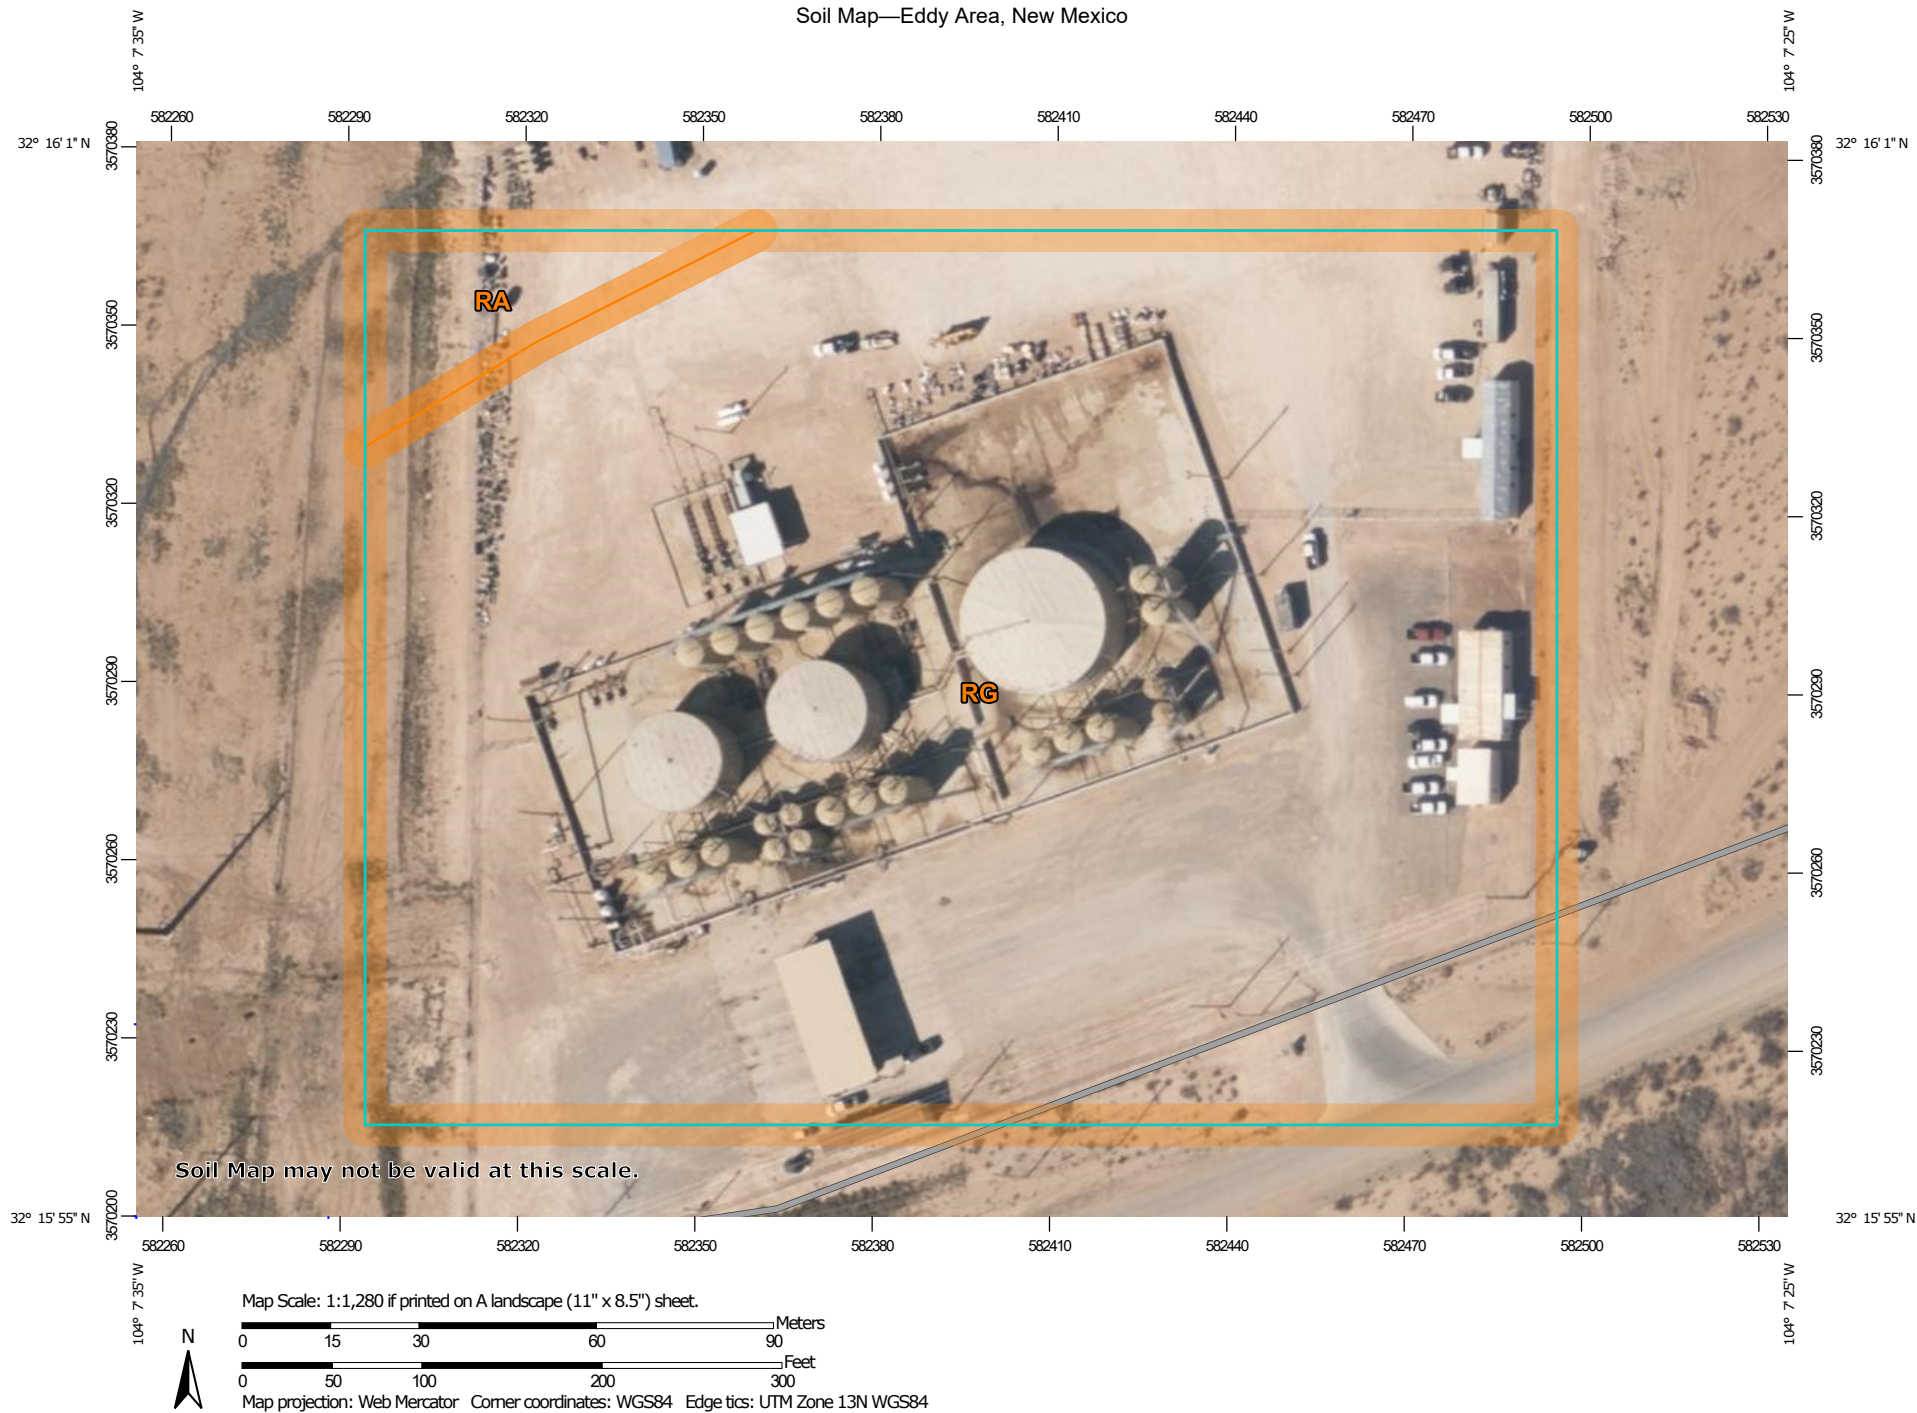 Soil Map—Eddy Area, New Mexico
104° 7' 35'' W
104° 7' 25'' W
582260 582290 582320 582350 582380 582410 582440 582470 582500 582530
32° 16' 1'' N
32° 16' 1'' N
3570380
3570380
RA
3570350
3570350
3570320
3570320
3570290
3570290
RG
3570260
3570260
3570230
3570230
Soil Map may not be valid at this scale.
3570200
32° 15' 55'' N
32° 15' 55'' N
582260 582290 582320 582350 582380 582410 582440 582470 582500 582530
104° 7' 35'' W
104° 7' 25'' W
Map Scale: 1:1,280 if printed on A landscape (11" x 8.5") sheet.
Meters
0 15 30 60 90
N
Feet
0 50 100 200 300
Map projection: Web Mercator Corner coordinates: WGS84 Edge tics: UTM Zone 13N WGS84